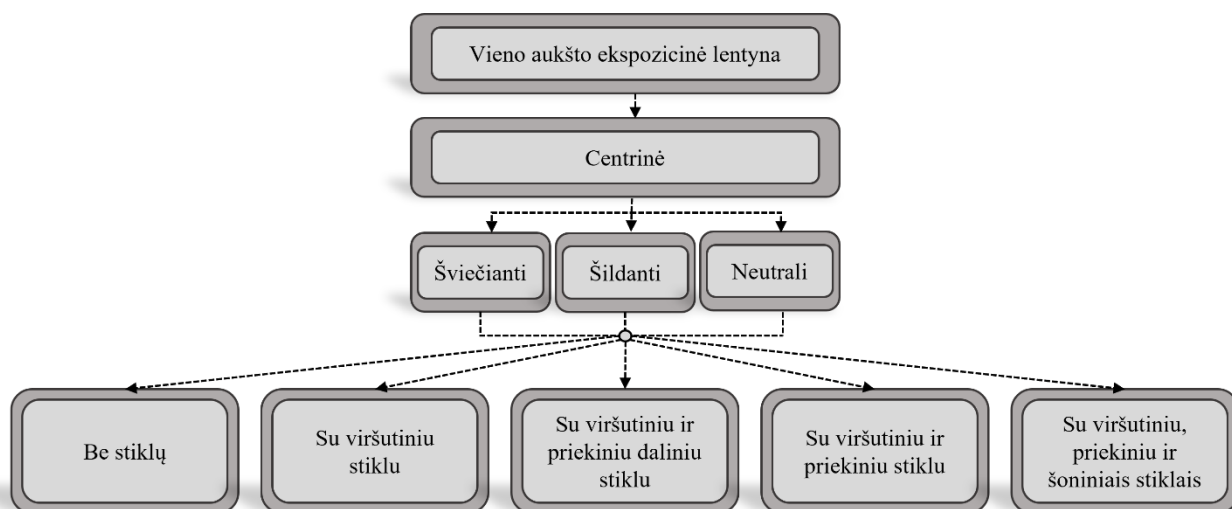 Vieno aukšto ekspozicinė lentyna
Centrinė
Šviečianti
Šildanti
Neutrali
Be stiklų
Su viršutiniu
stiklu
Su viršutiniu ir
priekiniu daliniu
stiklu
Su viršutiniu ir
priekiniu stiklu
Su viršutiniu,
priekiniu ir
šoniniais stiklais